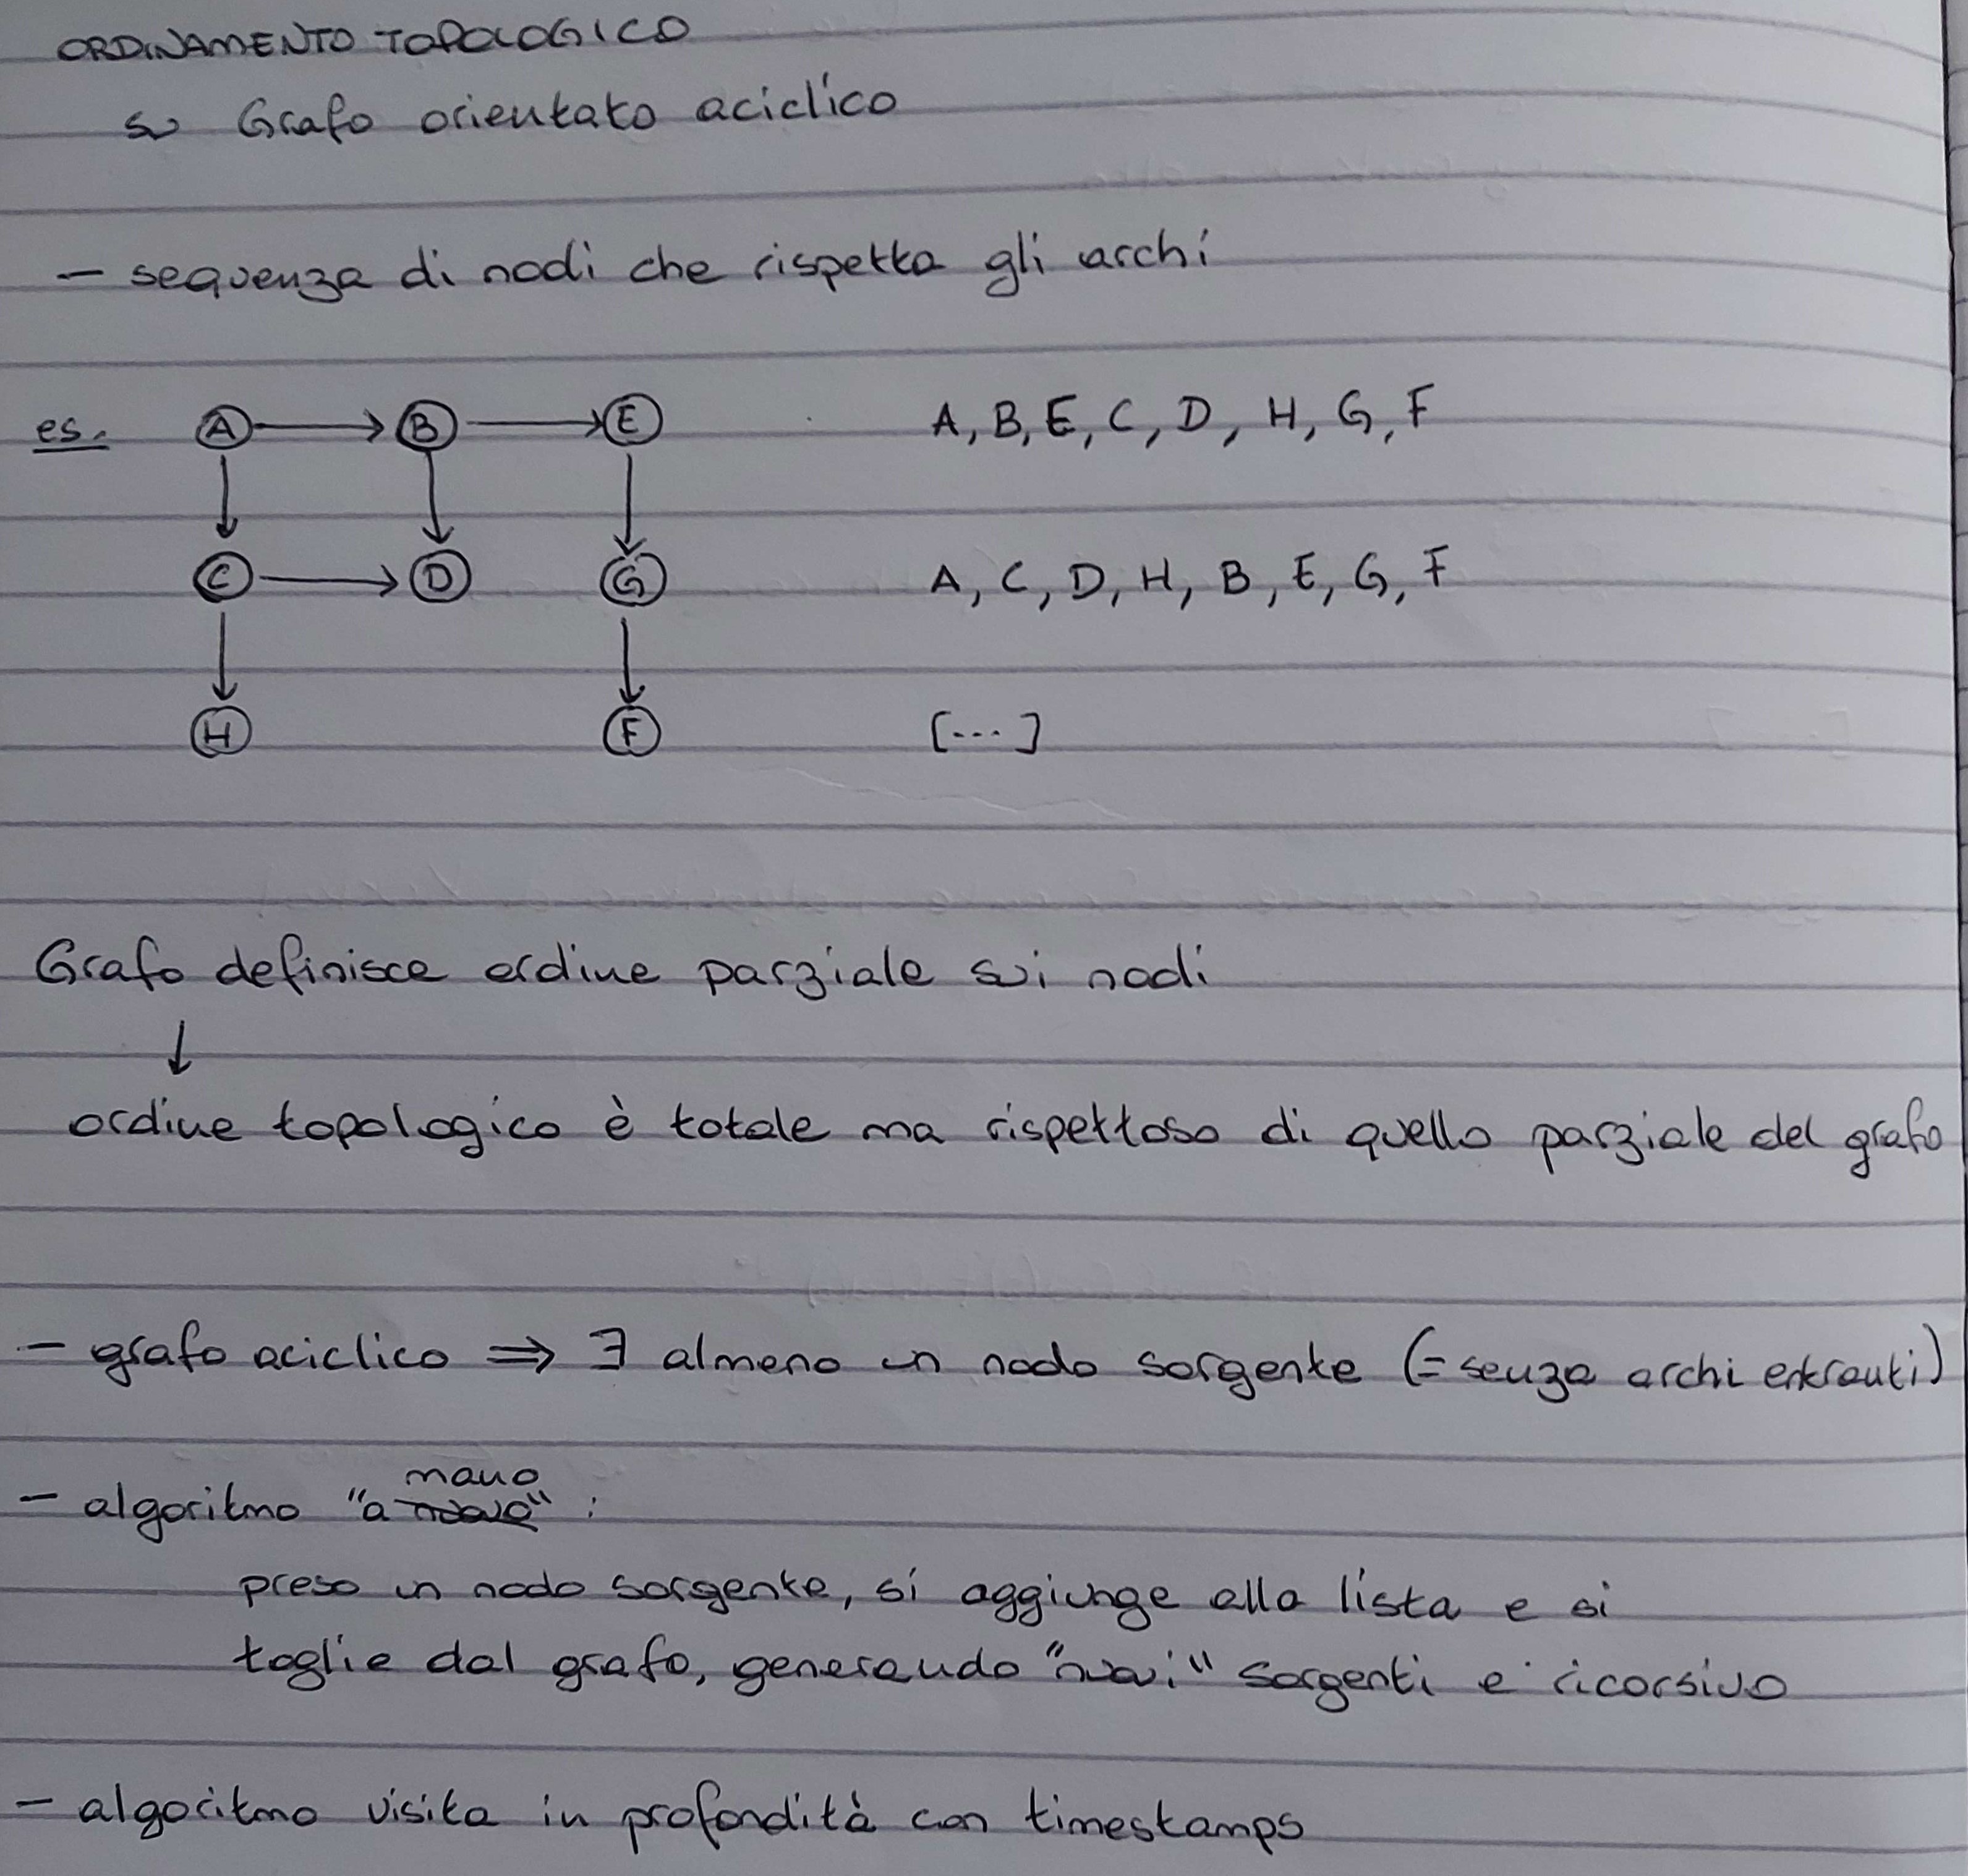 ORDINAMENTO TOPOLOGICO
su Grafo orientato aciclico
- sequenza di nodi che rispetta gli archi
es. A B E A, B, E, C, D, H, G, F
C D G A, C, D, H, B, E, G, F
H F [...]
Grafo definisce ordine parziale sui nodi
↓
ordine topologico è totale ma rispettoso di quello parziale del grafo
- grafo aciclico ⇒ ∃ almeno un nodo sorgente (= senza archi entranti)
- algoritmo "a mano" :
preso un nodo sorgente, si aggiunge alla lista e si
toglie dal grafo, generando "nuovi" sorgenti e ricorsivo
- algoritmo visita in profondità con timestamps